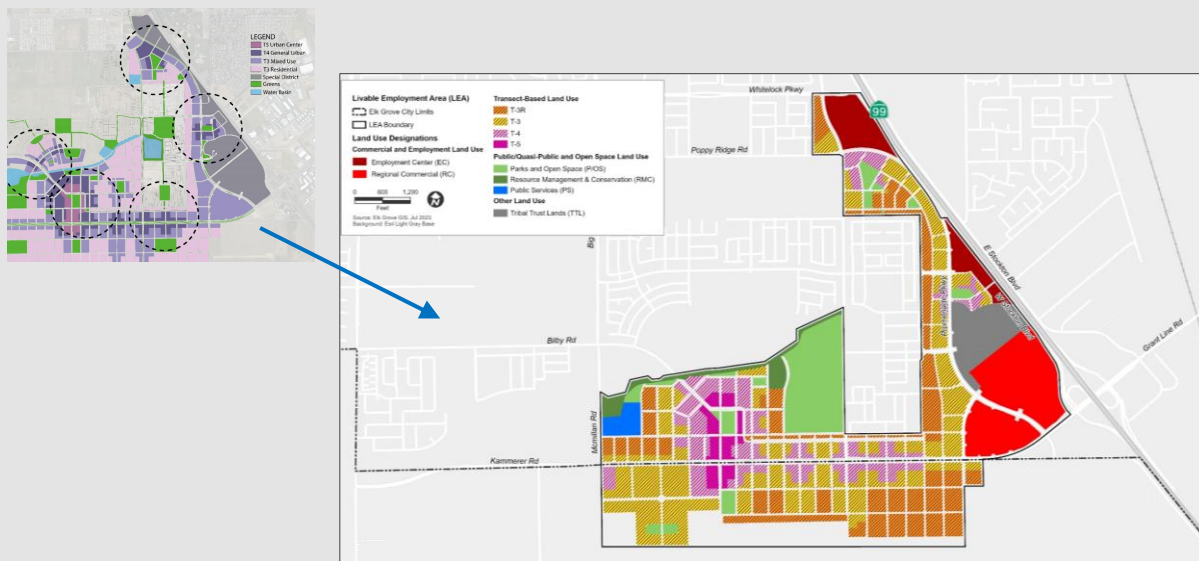 LEGEND
T5 Urban Center
T4 General Urban
T3 Mixed Use
T3 Residential
Special District
Greens
Water Basin
Livable Employment Area (LEA)
Elk Grove City Limits
LEA Boundary
Land Use Designations
Commercial and Employment Land Use
Employment Center (EC)
Regional Commercial (RC)
0 600 1,200
Feet
N
Source: Elk Grove GIS, Jul 2023
Background: Esri Light Gray Base
Transect-Based Land Use
T-3R
T-3
T-4
T-5
Public/Quasi-Public and Open Space Land Use
Parks and Open Space (P/OS)
Resource Management & Conservation (RMC)
Public Services (PS)
Other Land Use
Tribal Trust Lands (TTL)
Whitelock Pkwy
99
Poppy Ridge Rd
Big
E Stockton Blvd
W Stockton Blvd
Promenade Pkwy
Grant Line Rd
Bilby Rd
Mcmillan Rd
Kammerer Rd